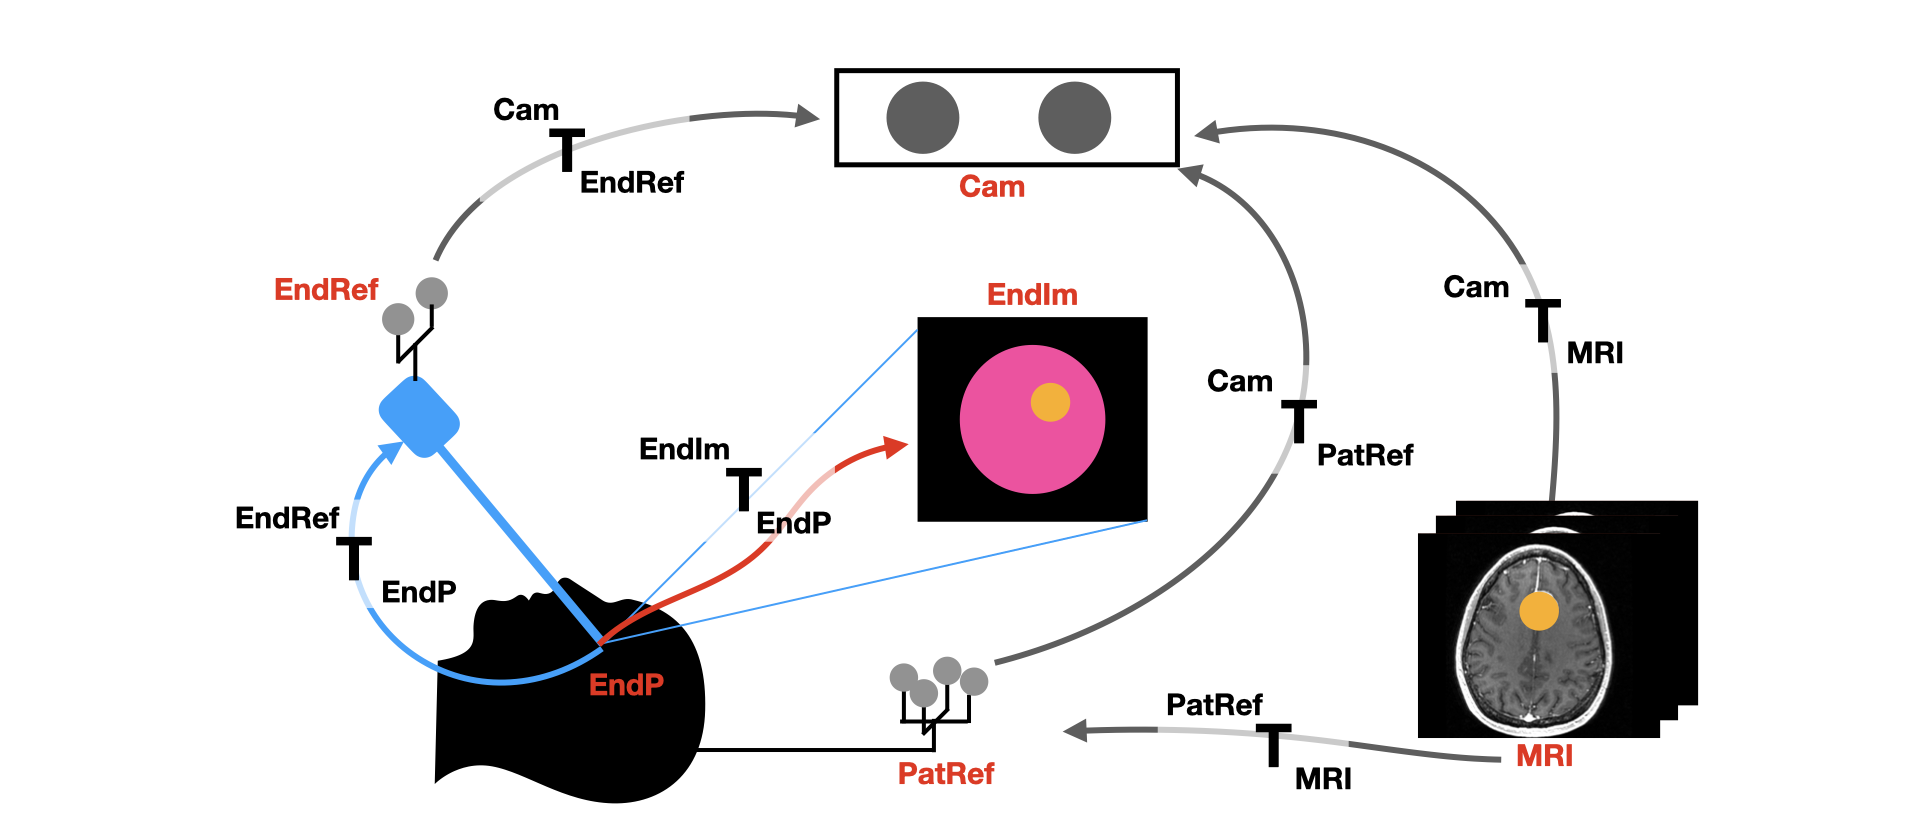 Cam
T
EndRef
Cam
EndRef
EndIm
Cam
T
MRI
Cam
T
PatRef
EndIm
T
EndP
EndRef
T
EndP
EndP
PatRef
PatRef
T
MRI
MRI